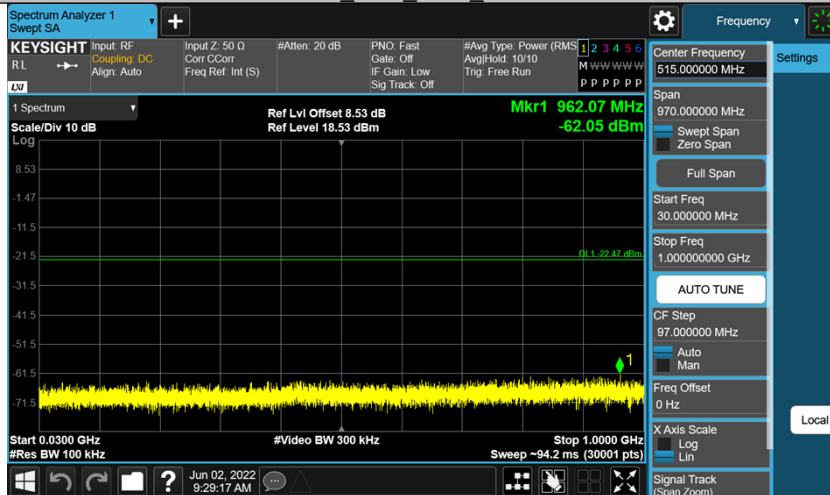 Spectrum Analyzer 1
Swept SA
+
Frequency
KEYSIGHT
RL
LXI
Input: RF
Coupling: DC
Align: Auto
Input Z: 50 Ω
Corr CCorr
Freq Ref: Int (S)
#Atten: 20 dB
PNO: Fast
Gate: Off
IF Gain: Low
Sig Track: Off
#Avg Type: Power (RMS
Avg|Hold: 10/10
Trig: Free Run
1 2 3 4 5 6
M W W W W W
P P P P P P
1 Spectrum
Scale/Div 10 dB
Log
Ref Lvl Offset 8.53 dB
Ref Level 18.53 dBm
Mkr1 962.07 MHz
-62.05 dBm
8.53
-1.47
-11.5
-21.5
-31.5
-41.5
-51.5
-61.5
-71.5
DL1 -22.47 dBm
1
Start 0.0300 GHz
#Res BW 100 kHz
#Video BW 300 kHz
Stop 1.0000 GHz
Sweep ~94.2 ms (30001 pts)
?
Jun 02, 2022
9:29:17 AM
Center Frequency
515.000000 MHz
Span
970.000000 MHz
Swept Span
Zero Span
Full Span
Start Freq
30.000000 MHz
Stop Freq
1.000000000 GHz
AUTO TUNE
CF Step
97.000000 MHz
Auto
Man
Freq Offset
0 Hz
X Axis Scale
Log
Lin
Signal Track
(Span Zoom)
Settings
Local